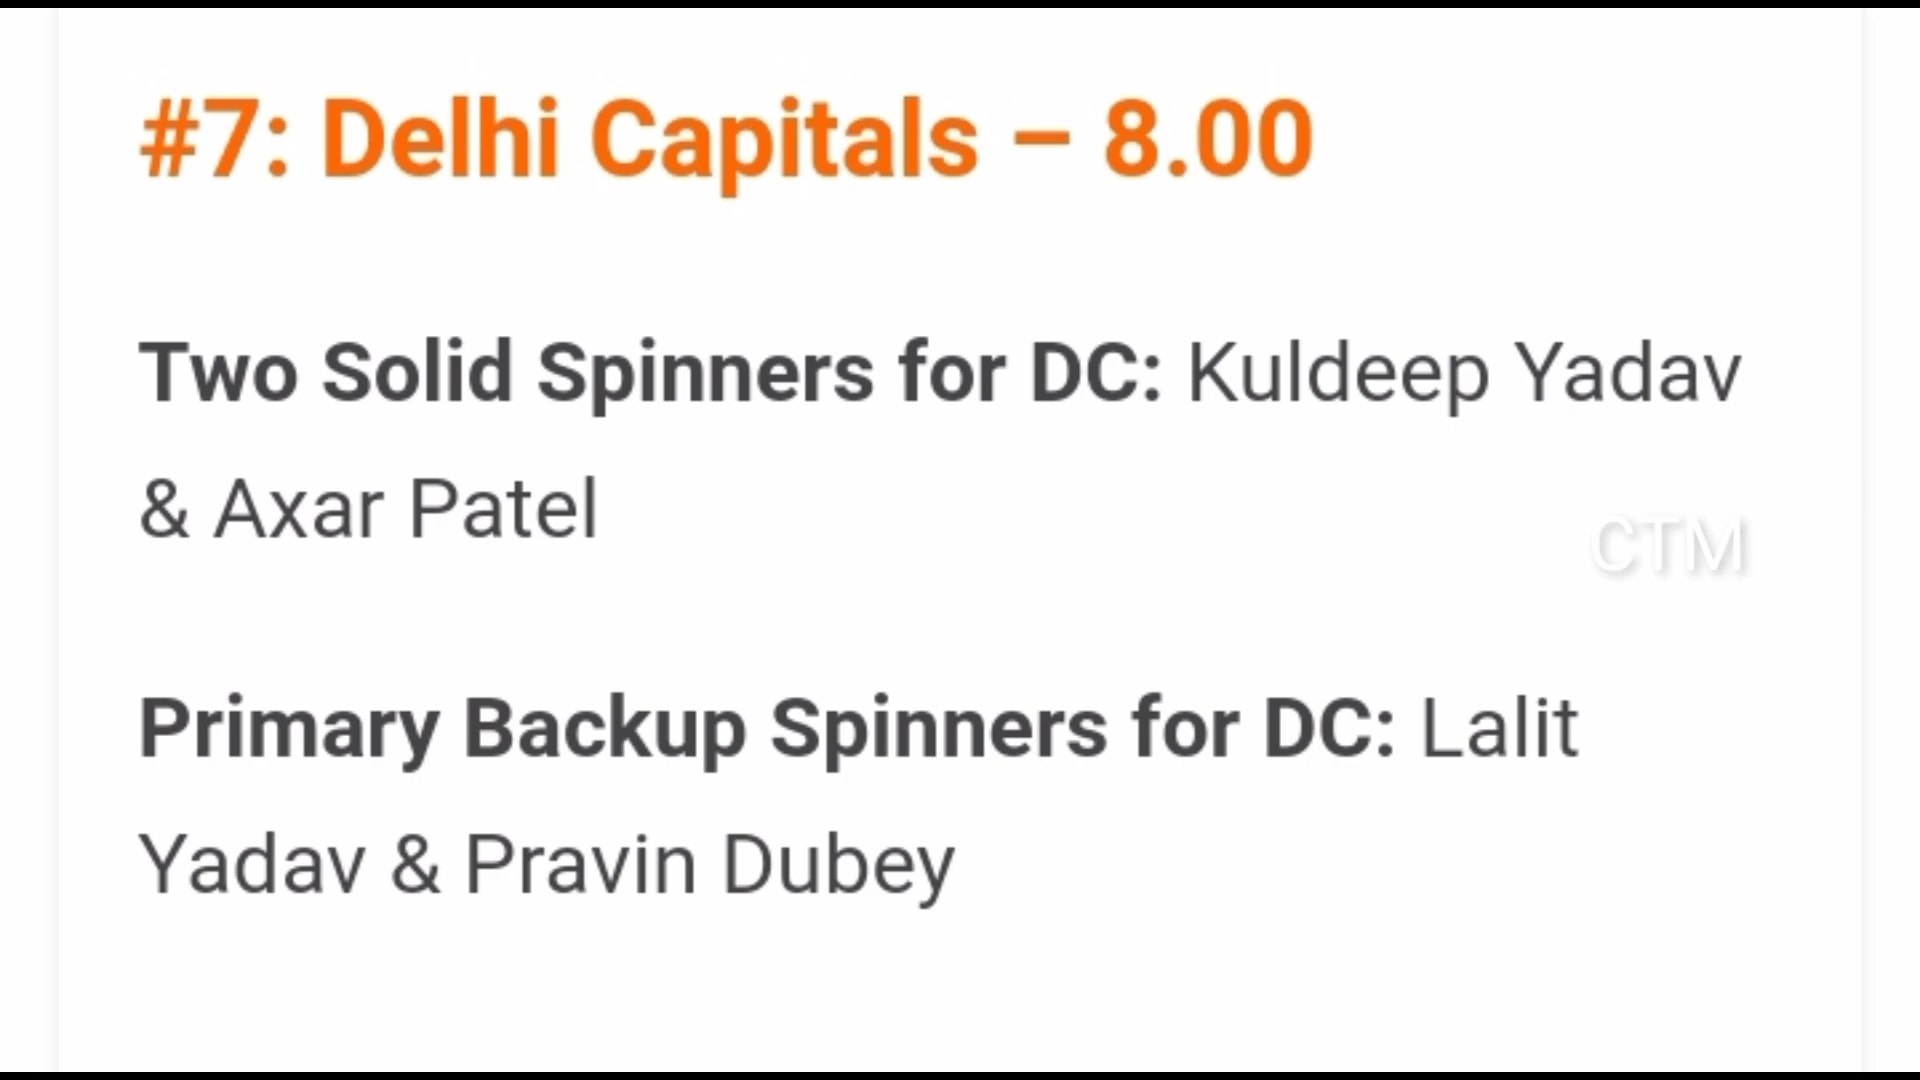 #7: Delhi Capitals – 8.00
Two Solid Spinners for DC: Kuldeep Yadav
& Axar Patel
CTM
Primary Backup Spinners for DC: Lalit
Yadav & Pravin Dubey